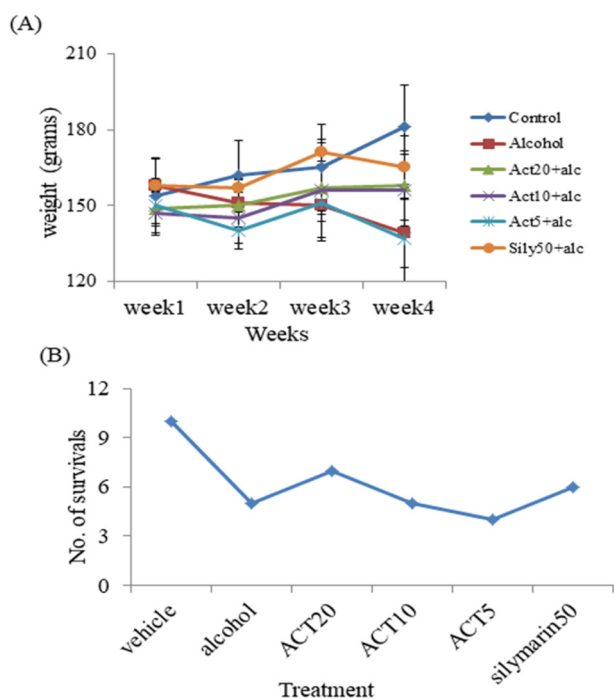 (A)
210
180
150
120
weight (grams)
week1 week2 week3 week4
Weeks
Control
Alcohol
Act20+alc
Act10+alc
Act5+alc
Sily50+alc
(B)
12
9
6
3
0
No. of survivals
vehicle
alcohol
ACT20
ACT10
ACT5
silymarin50
Treatment